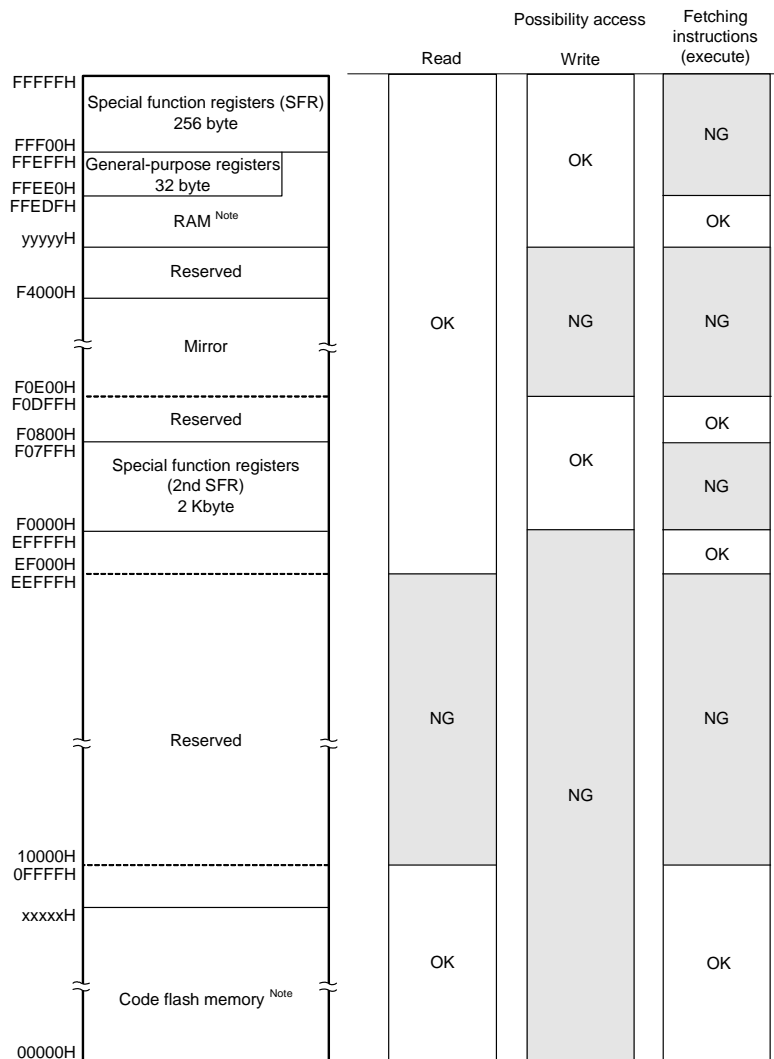 Possibility access
Fetching
instructions
(execute)
Read
Write
FFFFFH
Special function registers (SFR)
256 byte
NG
FFF00H
FFEFFH
General-purpose registers
32 byte
OK
FFEE0H
FFEDFH
RAM Note
OK
yyyyyH
Reserved
F4000H
OK
NG
NG
Mirror
F0E00H
F0DFFH
Reserved
OK
F0800H
F07FFH
Special function registers
(2nd SFR)
2 Kbyte
OK
NG
F0000H
EFFFFH
OK
EF000H
EEFFFH
NG
NG
Reserved
NG
10000H
0FFFFH
xxxxxH
OK
OK
Code flash memory Note
00000H